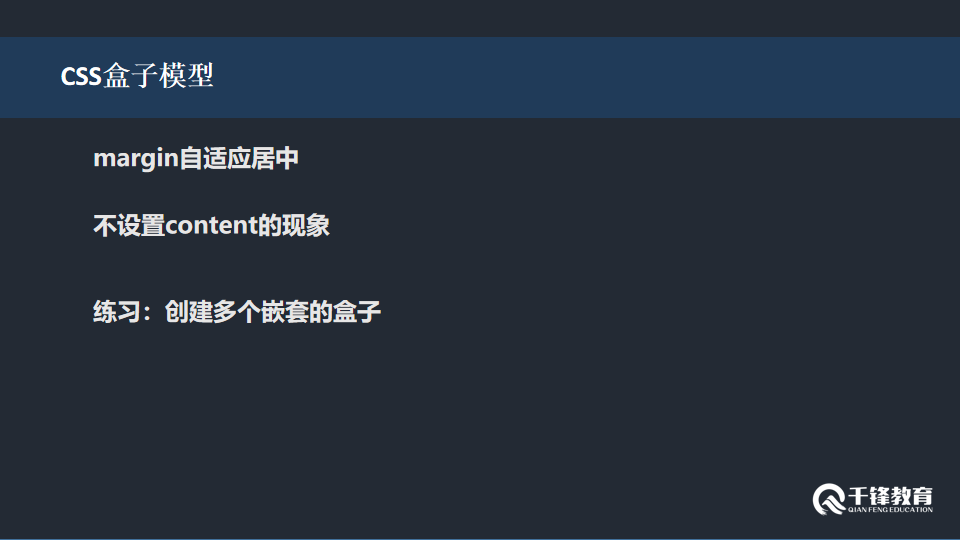 CSS盒子模型
margin自适应居中
不设置content的现象
练习：创建多个嵌套的盒子
千锋教育
QIAN FENG EDUCATION